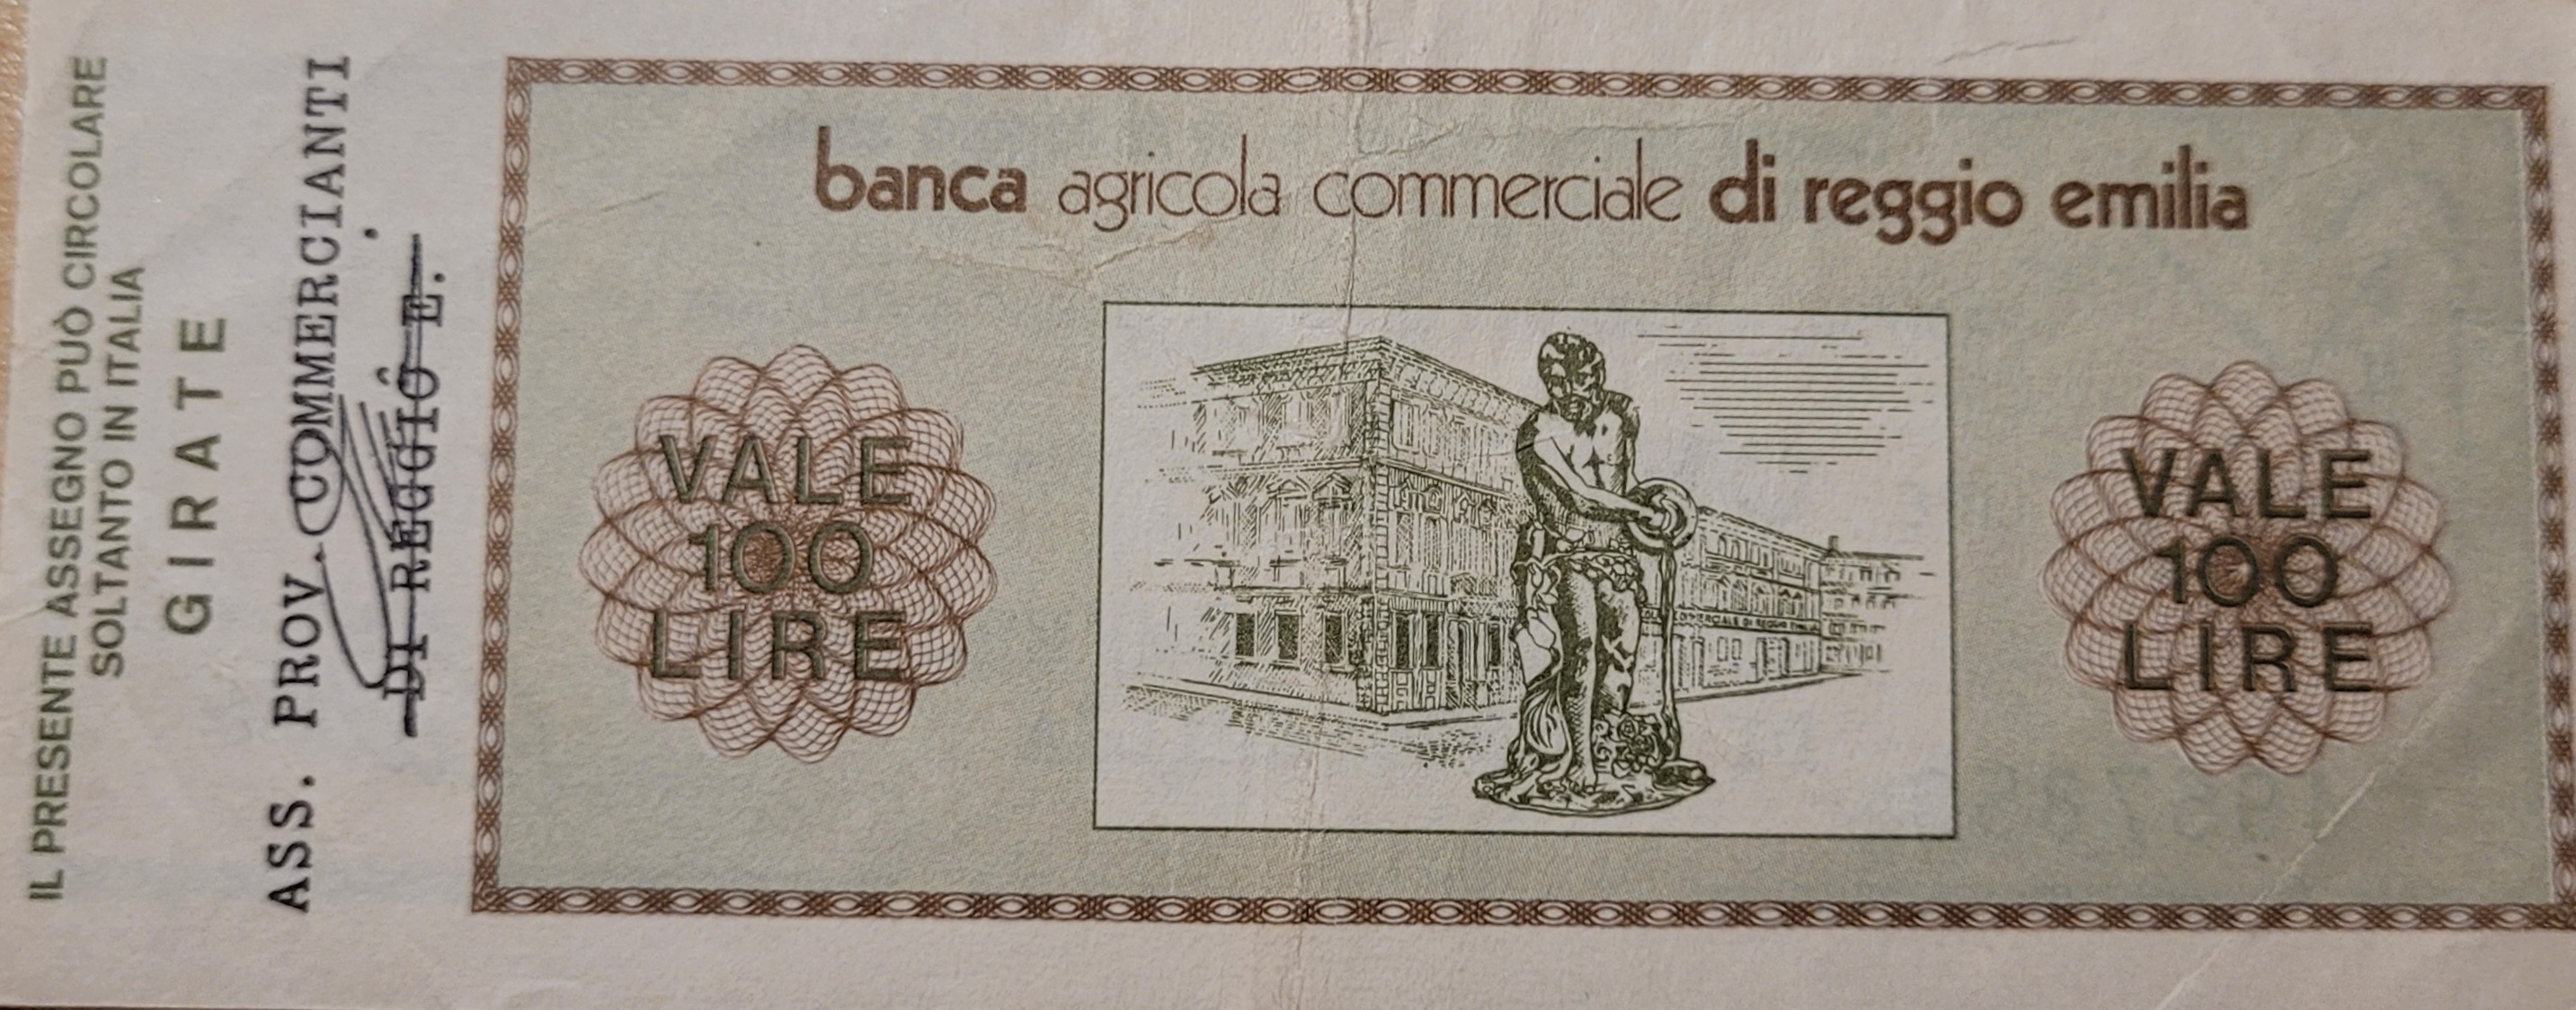 IL PRESENTE ASSEGNO PUÒ CIRCOLARE
SOLTANTO IN ITALIA
GIRATE
ASS. PROV. COMMERCIANTI
DI REGGIO E.
banca agricola commerciale di reggio emilia
VALE
100
LIRE
VALE
100
LIRE